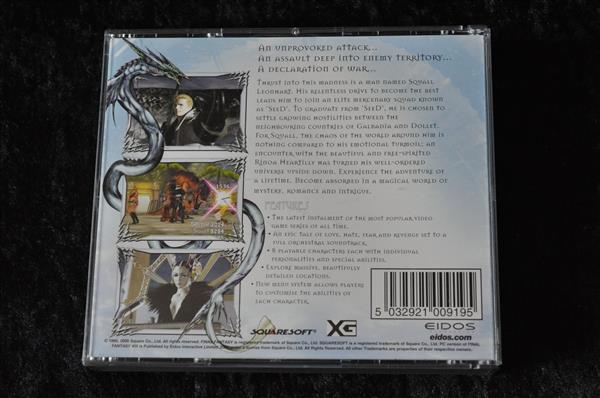 An unprovoked attack...
An assault deep into enemy territory...
A declaration of war...
Thrust into this madness is a man named Squall
Leonhart. His relentless drive to become the best
leads him to join an elite mercenary squad known
as 'SeeD'. To graduate from 'SeeD', he is chosen to
settle growing hostilities between the
neighbouring countries of Galbadia and Dollet.
For Squall, the chaos of the world around him is
nothing compared to his emotional turmoil; an
encounter with the beautiful and free-spirited
Rinoa Heartilly has turned his well-ordered
universe upside down. Experience the adventure of
a lifetime. Become absorbed in a magical world of
mystery, romance and intrigue.
Features
• The latest instalment of the most popular video
game series of all time.
• An epic tale of love, hate, fear and revenge set to a
full orchestral soundtrack.
• 8 playable characters each with individual
personalities and special abilities.
• Explore massive, beautifully
detailed locations.
• New menu system allows players
to customise the abilities of
each character.
5 032921 009195
SQUARESOFT
XG
EIDOS
eidos.com